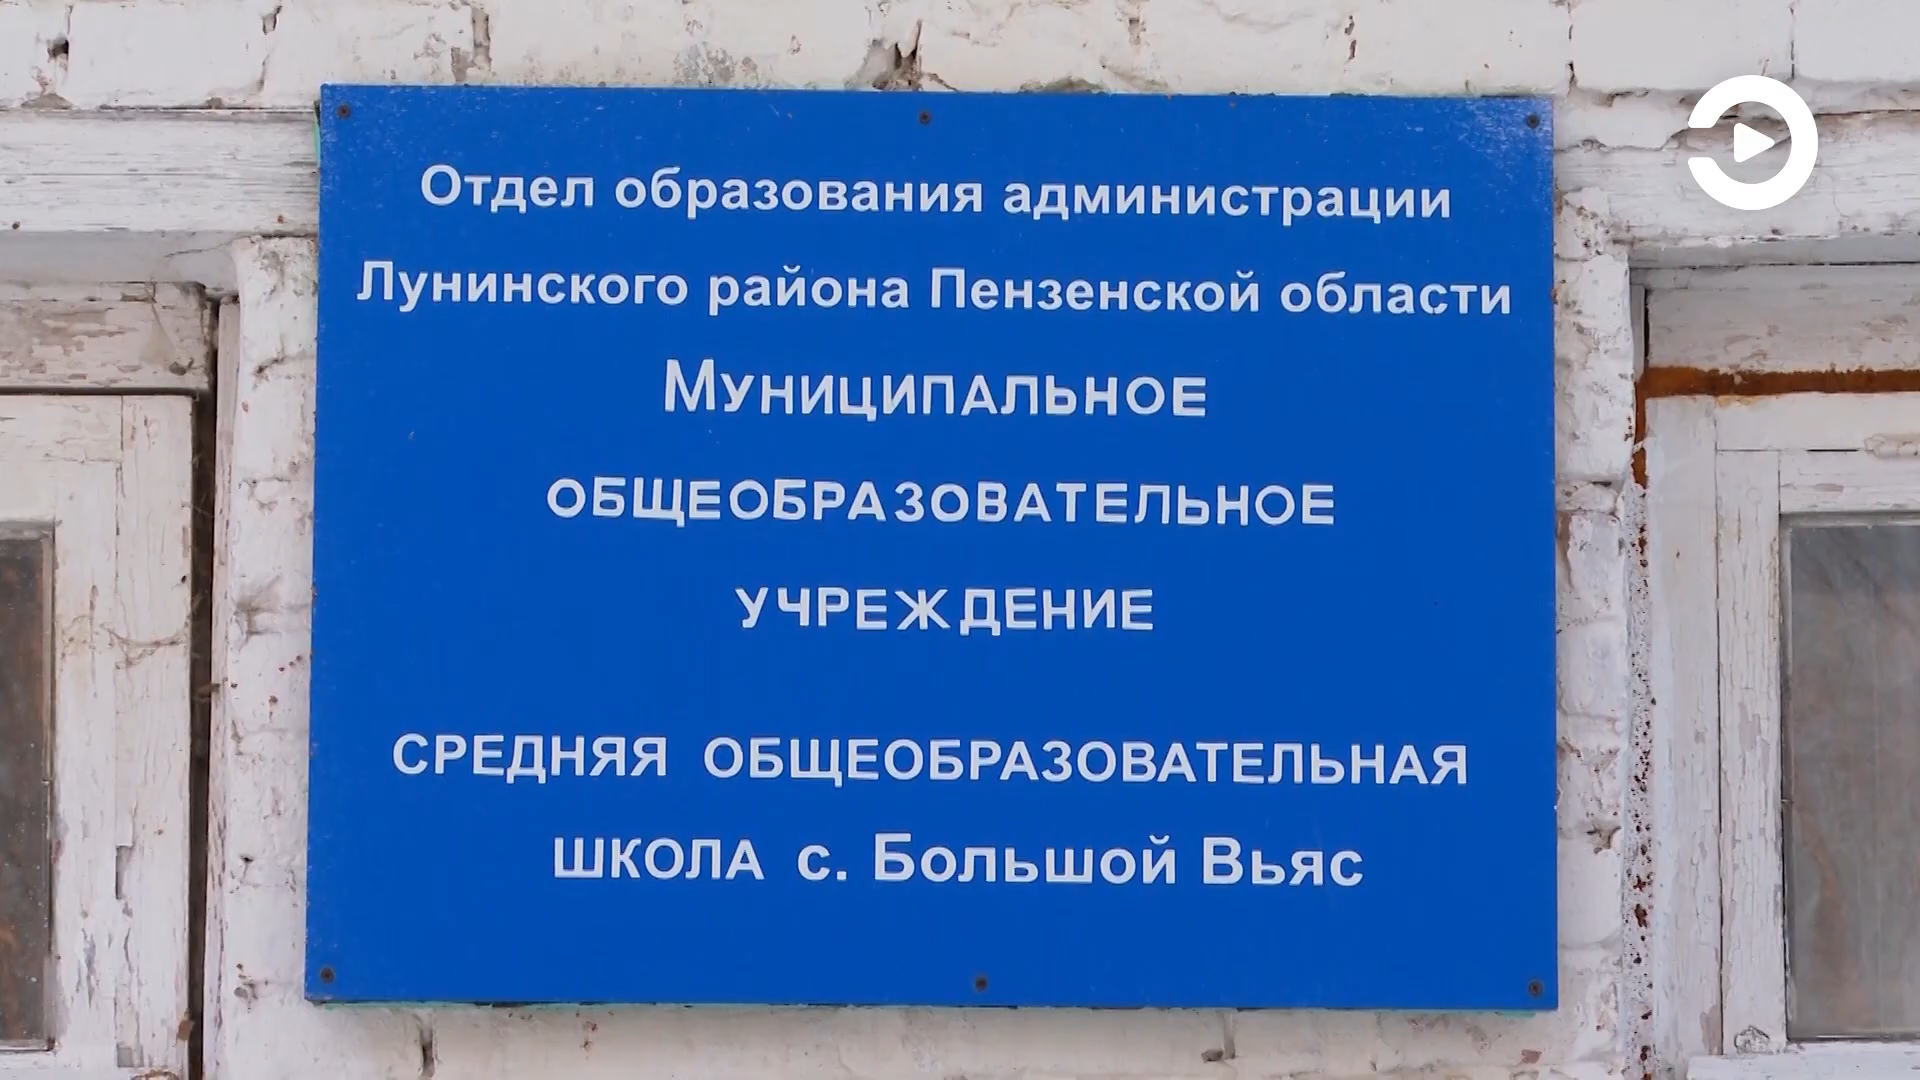 Отдел образования администрации
Лунинского района Пензенской области
Муниципальное
ОБЩЕОБРАЗОВАТЕЛЬНОЕ
УЧРЕЖДЕНИЕ
СРЕДНЯЯ ОБЩЕОБРАЗОВАТЕЛЬНАЯ
ШКОЛА с. Большой Вьяс